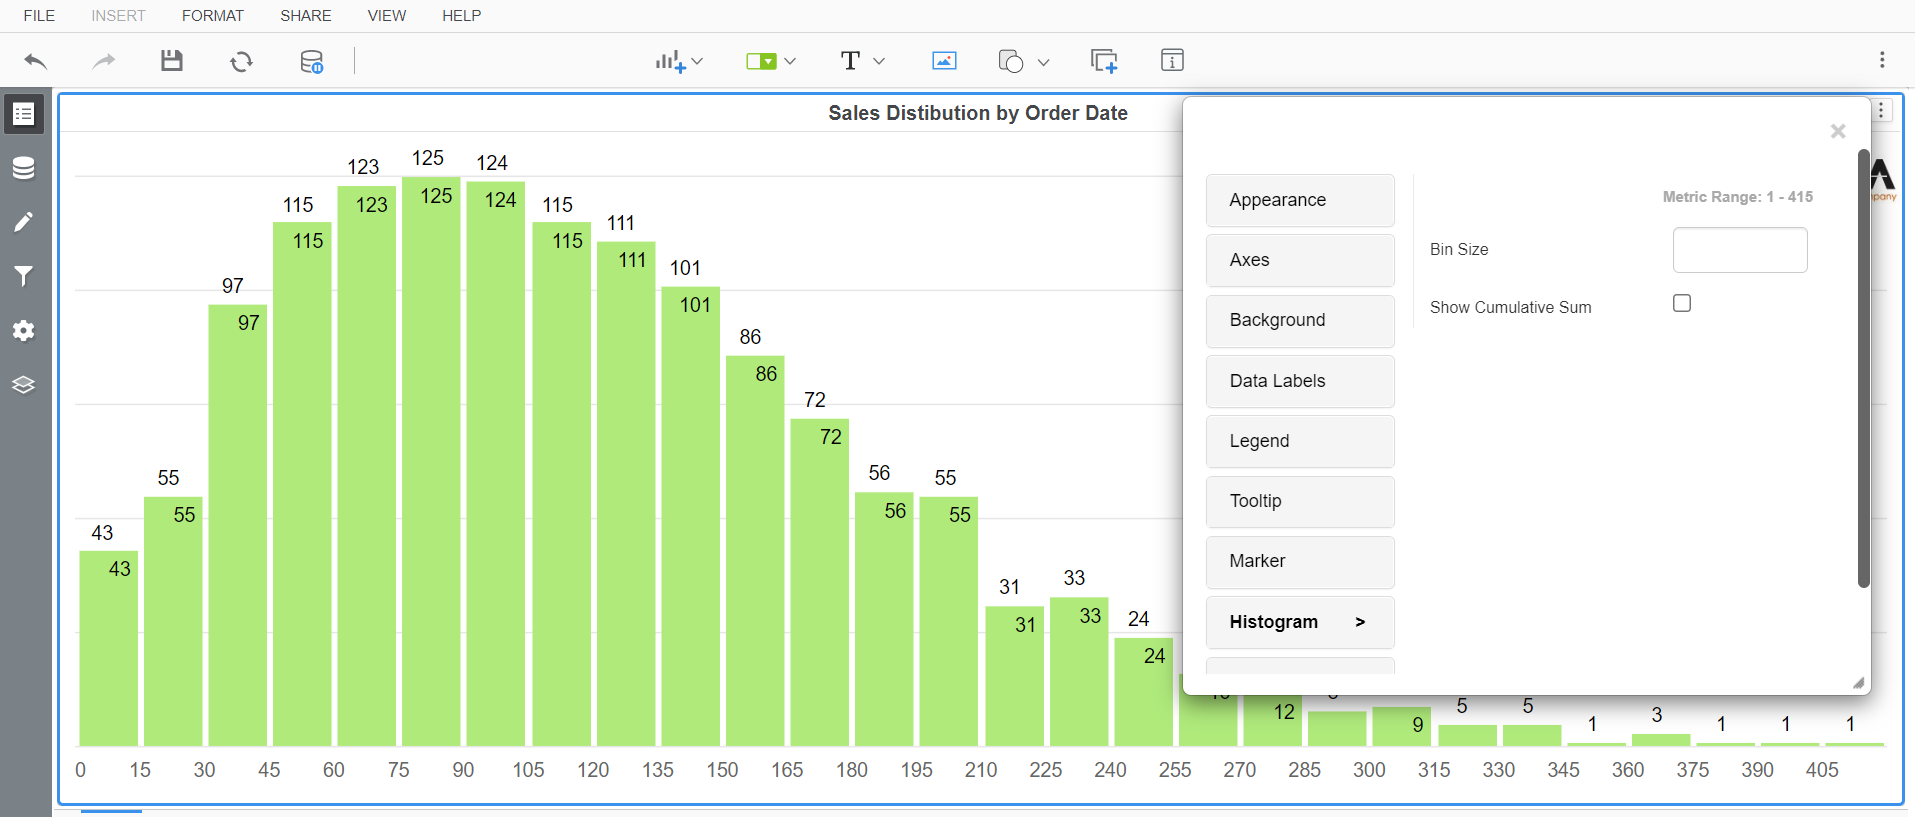 FILE INSERT FORMAT SHARE VIEW HELP
Sales Distibution by Order Date
43 55 97 115 123 125 124 115 111 101 86 72 56 55 31 33 24 5 5 1 3 1 1 1
43 55 97 115 123 125 124 115 111 101 86 72 56 55 31 33 24 12 9
0 15 30 45 60 75 90 105 120 135 150 165 180 195 210 225 240 255 270 285 300 315 330 345 360 375 390 405
×
Appearance
Axes
Background
Data Labels
Legend
Tooltip
Marker
Histogram >
Metric Range: 1 - 415
Bin Size
Show Cumulative Sum